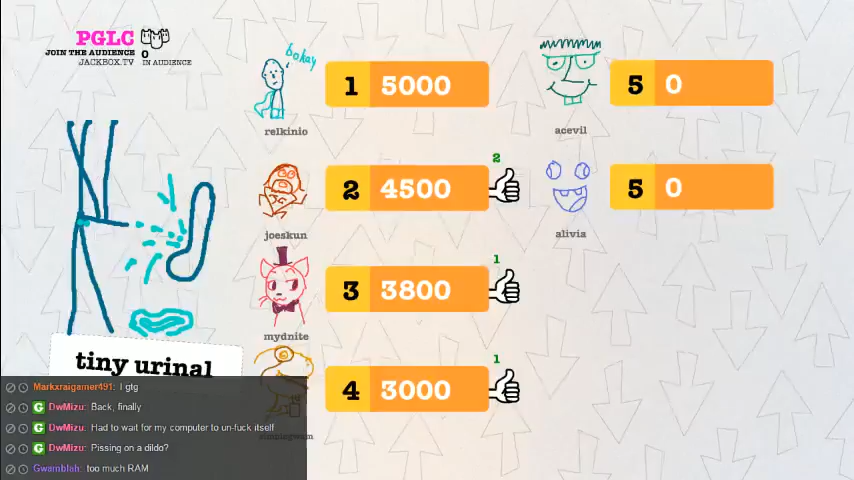 PGLC
JOIN THE AUDIENCE 0
JACKBOX.TV IN AUDIENCE
bokay
1 5000
relkinio
5 0
acevil
2 4500
2
joeskun
5 0
alivia
3 3800
1
mydnite
4 3000
1
tiny urinal
Markxraigamer491: I gtg
G DwMizu: Back, finally
G DwMizu: Had to wait for my computer to un-fuck itself
G DwMizu: Pissing on a dildo?
Gwamblah: too much RAM